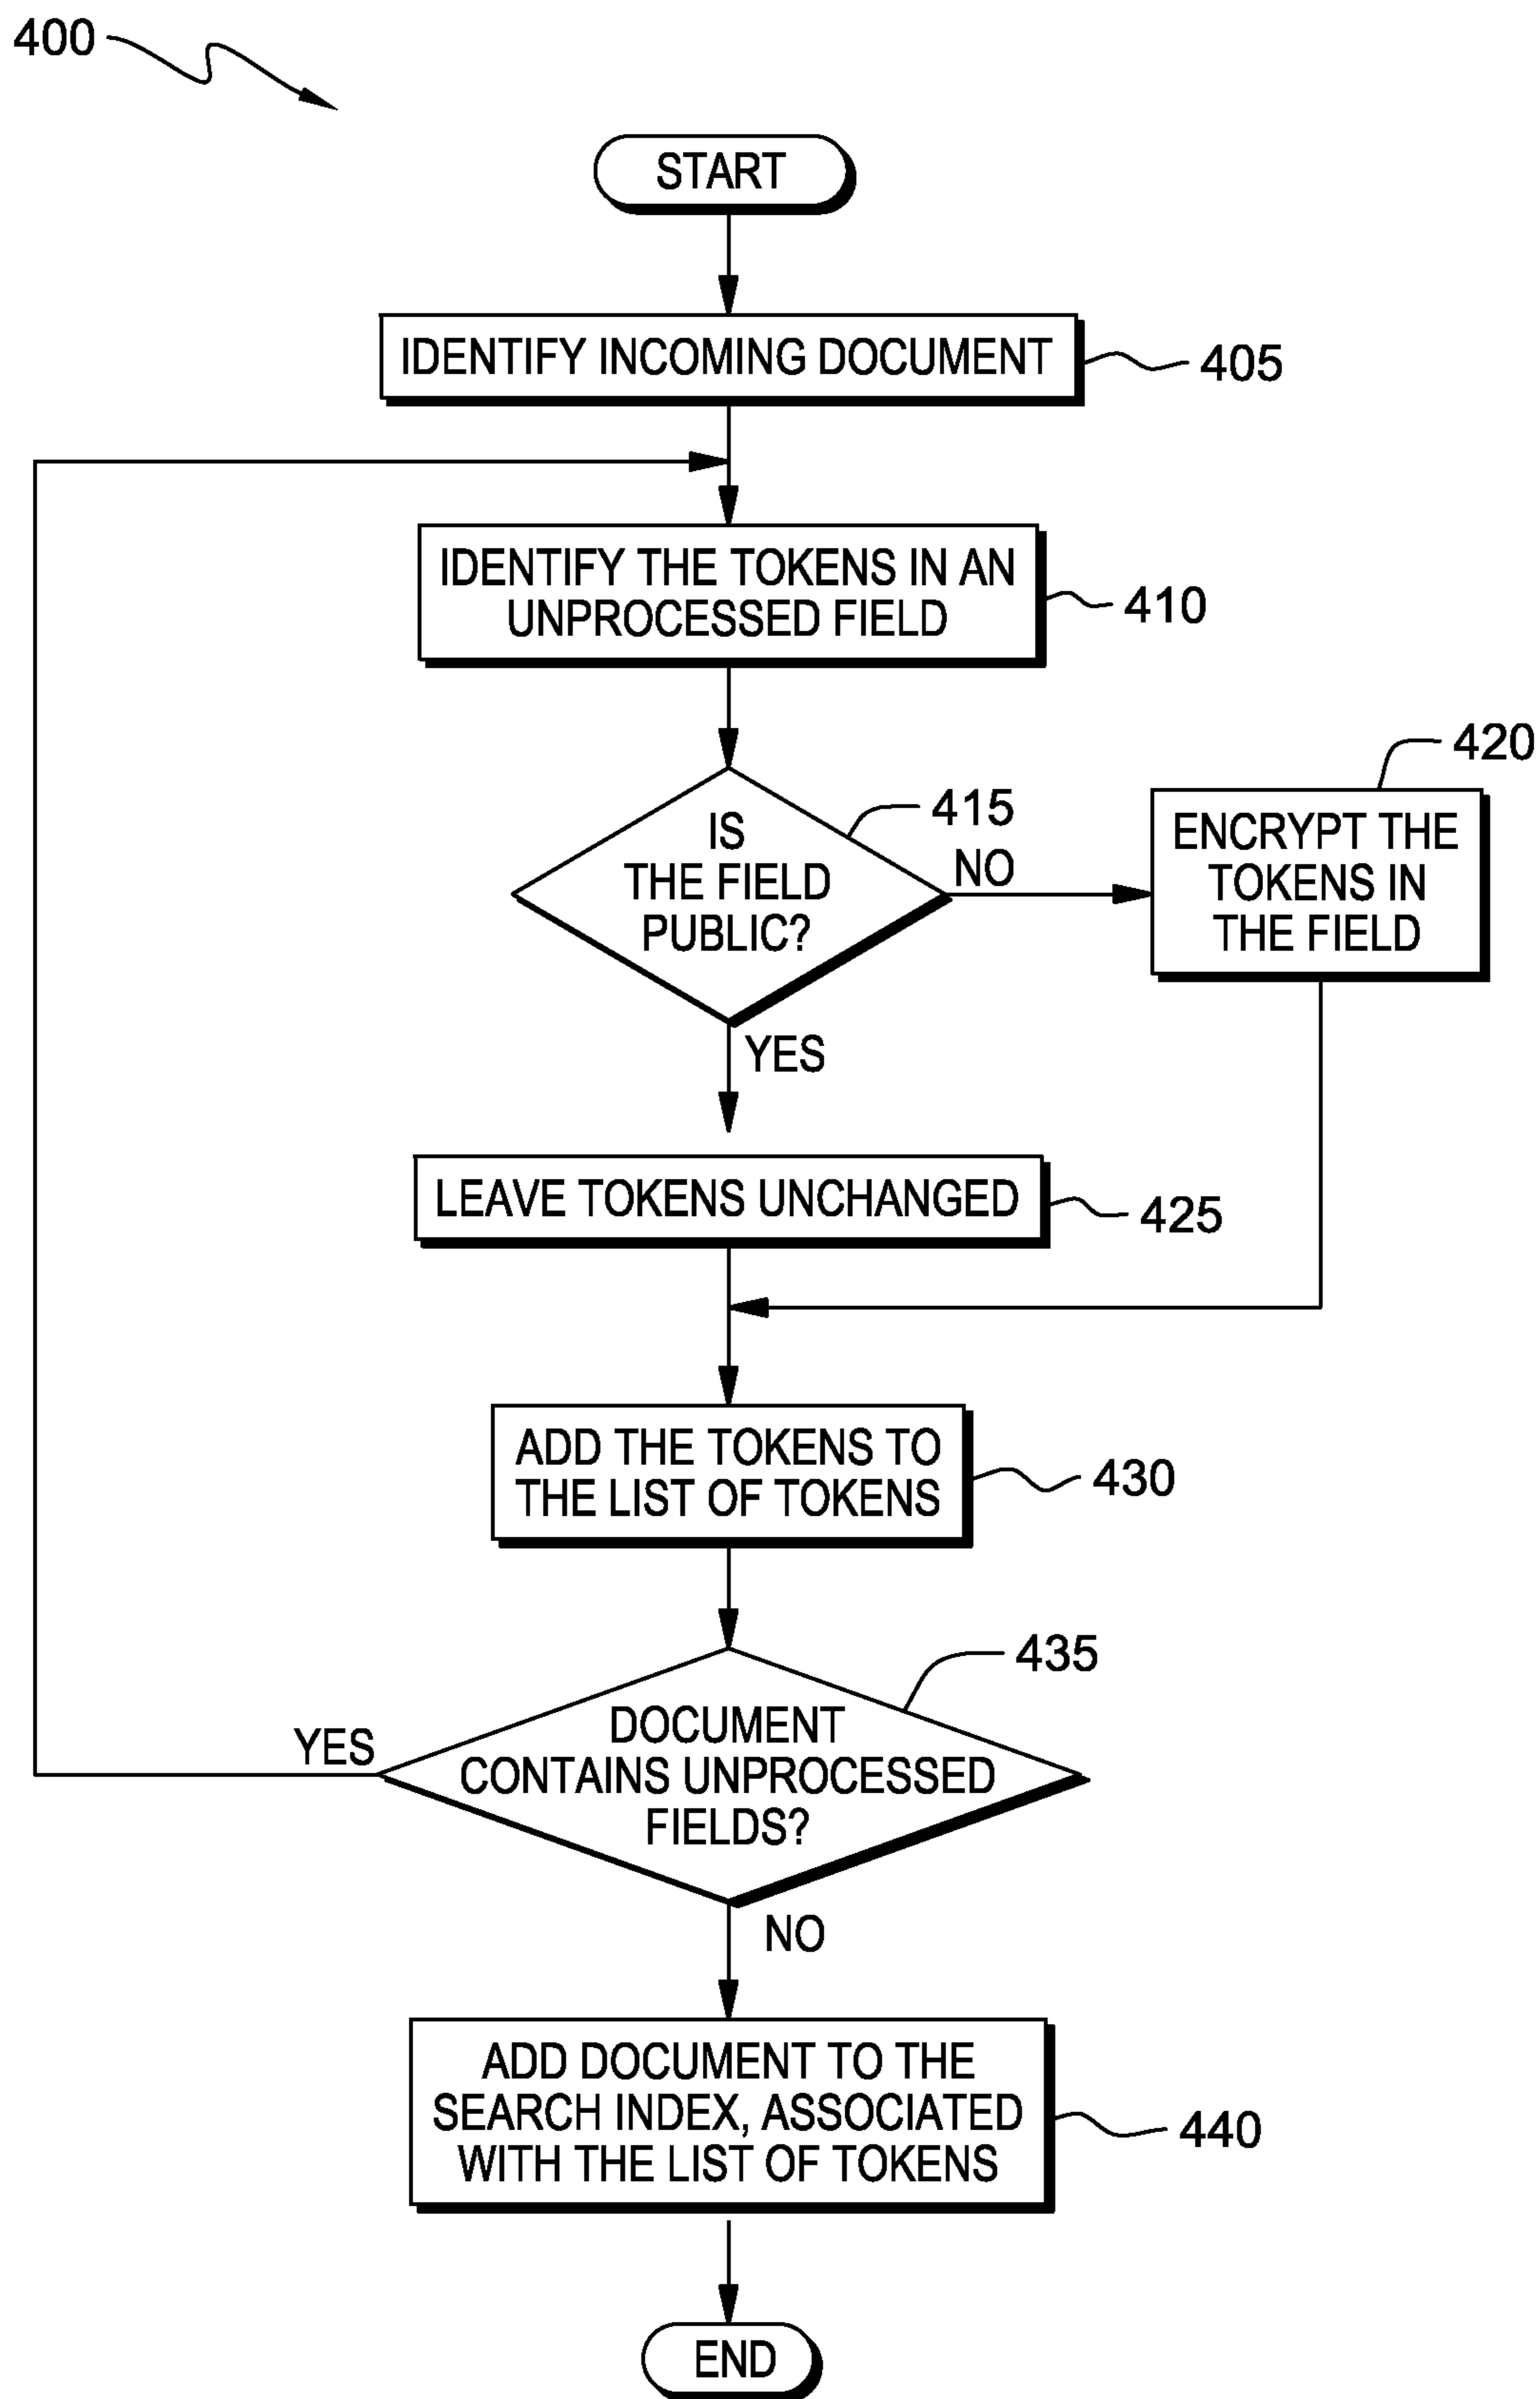 400
START
IDENTIFY INCOMING DOCUMENT
405
IDENTIFY THE TOKENS IN AN
UNPROCESSED FIELD
410
IS
THE FIELD
PUBLIC?
415
NO
420
ENCRYPT THE
TOKENS IN
THE FIELD
YES
LEAVE TOKENS UNCHANGED
425
ADD THE TOKENS TO
THE LIST OF TOKENS
430
435
DOCUMENT
CONTAINS UNPROCESSED
FIELDS?
YES
NO
ADD DOCUMENT TO THE
SEARCH INDEX, ASSOCIATED
WITH THE LIST OF TOKENS
440
END